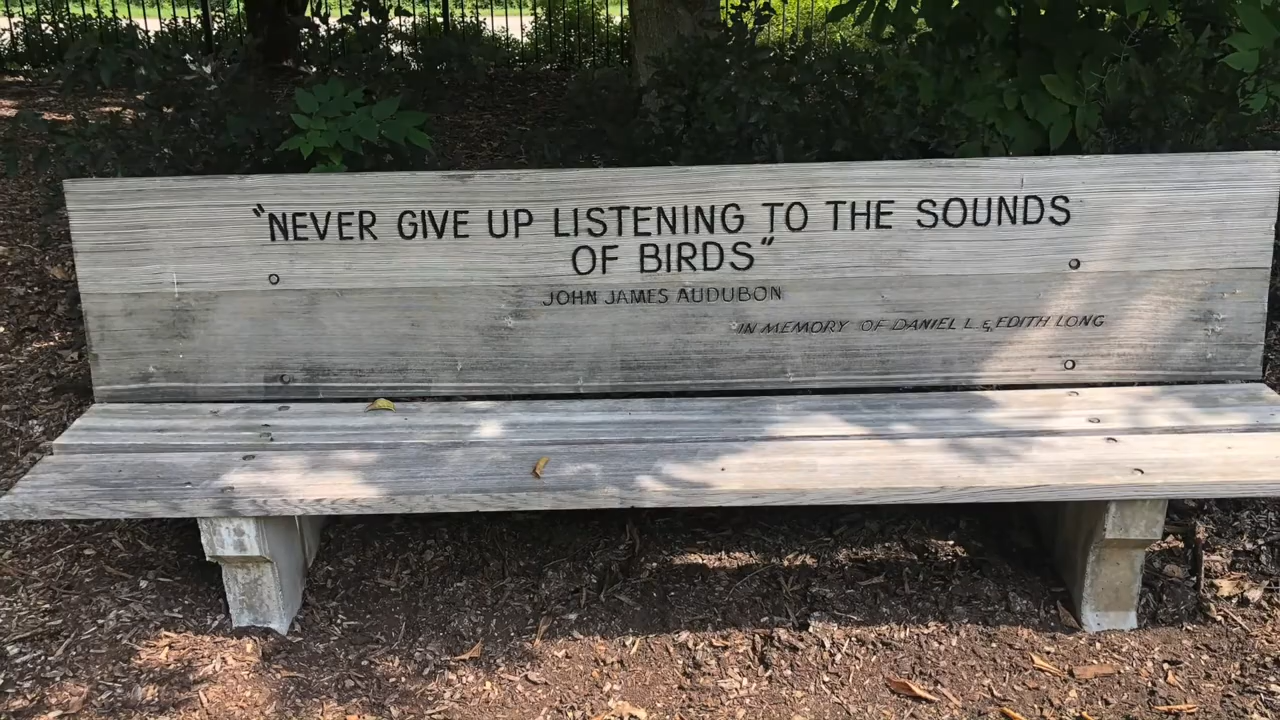 “NEVER GIVE UP LISTENING TO THE SOUNDS
OF BIRDS”
JOHN JAMES AUDUBON
IN MEMORY OF DANIEL L. & EDITH LONG